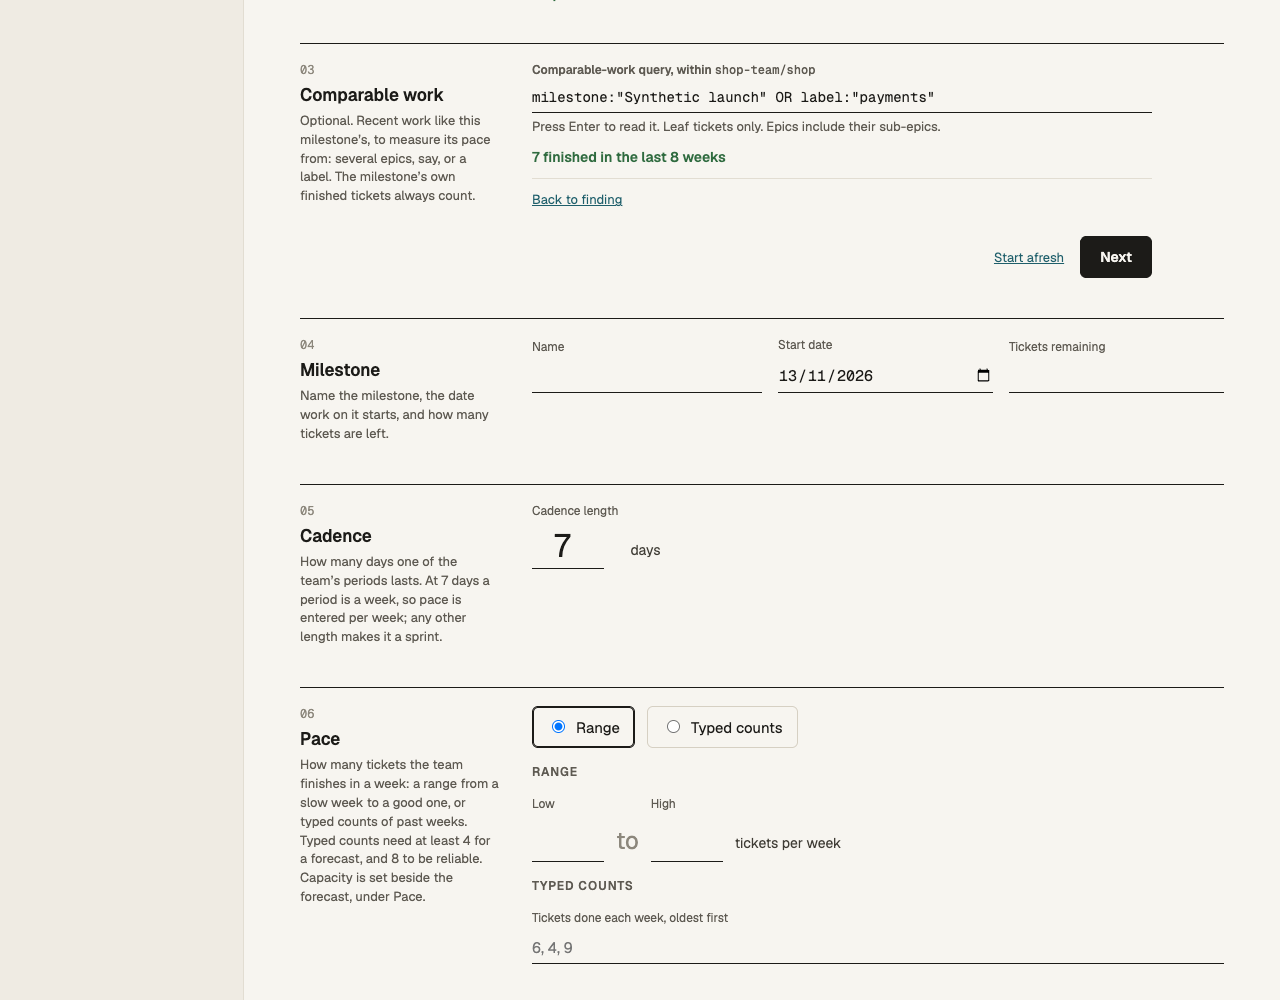 03
Comparable work
Optional. Recent work like this
milestone's, to measure its pace
from: several epics, say, or a
label. The milestone's own
finished tickets always count.
Comparable-work query, within shop-team/shop
milestone:"Synthetic launch" OR label:"payments"
Press Enter to read it. Leaf tickets only. Epics include their sub-epics.
7 finished in the last 8 weeks
Back to finding
Start afresh
Next
04
Milestone
Name the milestone, the date
work on it starts, and how many
tickets are left.
Name
Start date
13/11/2026
Tickets remaining
05
Cadence
How many days one of the
team's periods lasts. At 7 days a
period is a week, so pace is
entered per week; any other
length makes it a sprint.
Cadence length
7 days
06
Pace
How many tickets the team
finishes in a week: a range from a
slow week to a good one, or
typed counts of past weeks.
Typed counts need at least 4 for
a forecast, and 8 to be reliable.
Capacity is set beside the
forecast, under Pace.
Range
Typed counts
RANGE
Low
High
to
tickets per week
TYPED COUNTS
Tickets done each week, oldest first
6, 4, 9